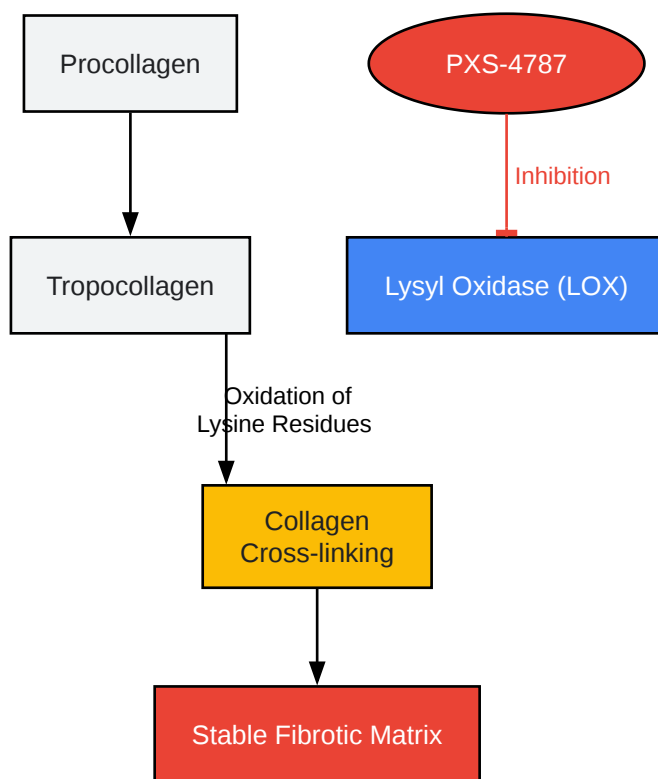 Procollagen
PXS-4787
Inhibition
Tropocollagen
Lysyl Oxidase (LOX)
Oxidation of
Lysine Residues
Collagen
Cross-linking
Stable Fibrotic Matrix